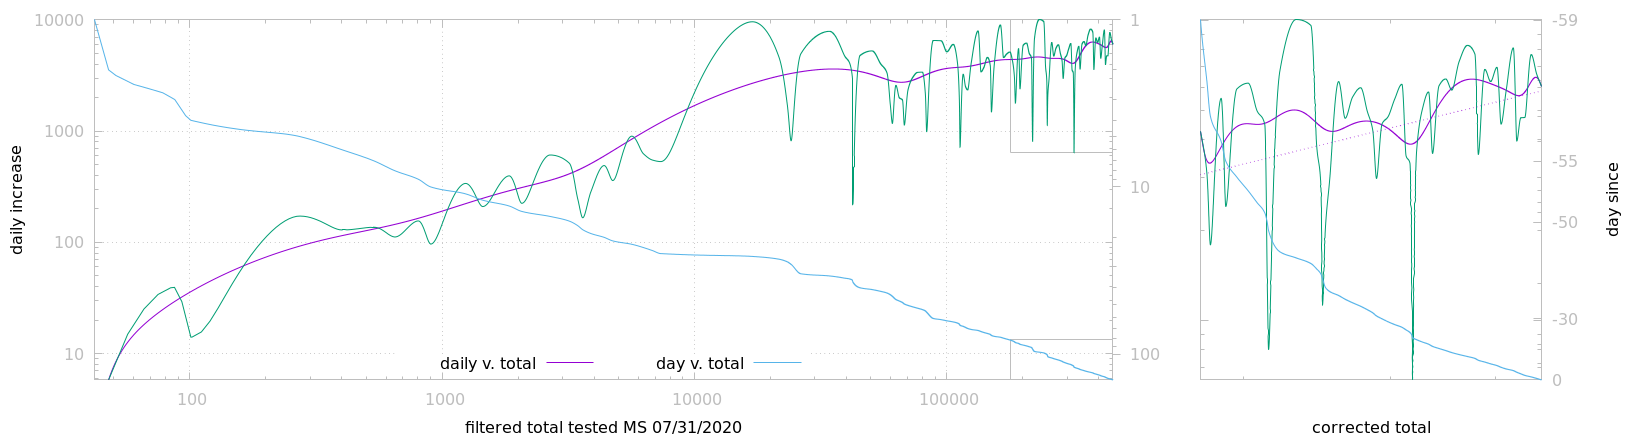 10000
1000
100
10
daily increase
100
1000
10000
100000
filtered total tested MS 07/31/2020
daily v. total
day v. total
1
10
100
corrected total
-59
-55
-50
-30
0
day since